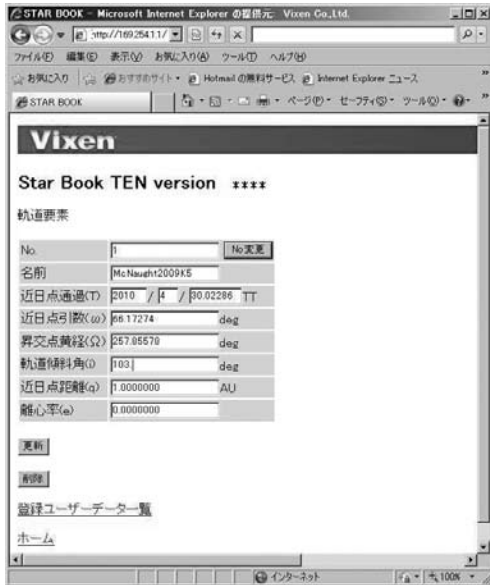 STAR BOOK - Microsoft Internet Explorer の提供元: Vixen Co.,Ltd.
http://169.254.1.1/
ファイル(F) 編集(E) 表示(V) お気に入り(A) ツール(T) ヘルプ(H)
お気に入り おすすめサイト Hotmail の無料サービス Internet Explorer ニュース
STAR BOOK ページ(P) セーフティ(S) ツール(O)
Vixen
Star Book TEN version ****
軌道要素
No. 1 No変更
名前 McNaught2009K5
近日点通過(T) 2010 / 4 / 30.02286 TT
近日点引数(ω) 66.17274 deg
昇交点黄経(Ω) 257.85570 deg
軌道傾斜角(i) 103. deg
近日点距離(q) 1.0000000 AU
離心率(e) 0.0000000
更新
削除
登録ユーザーデータ一覧
ホーム
インターネット 100%